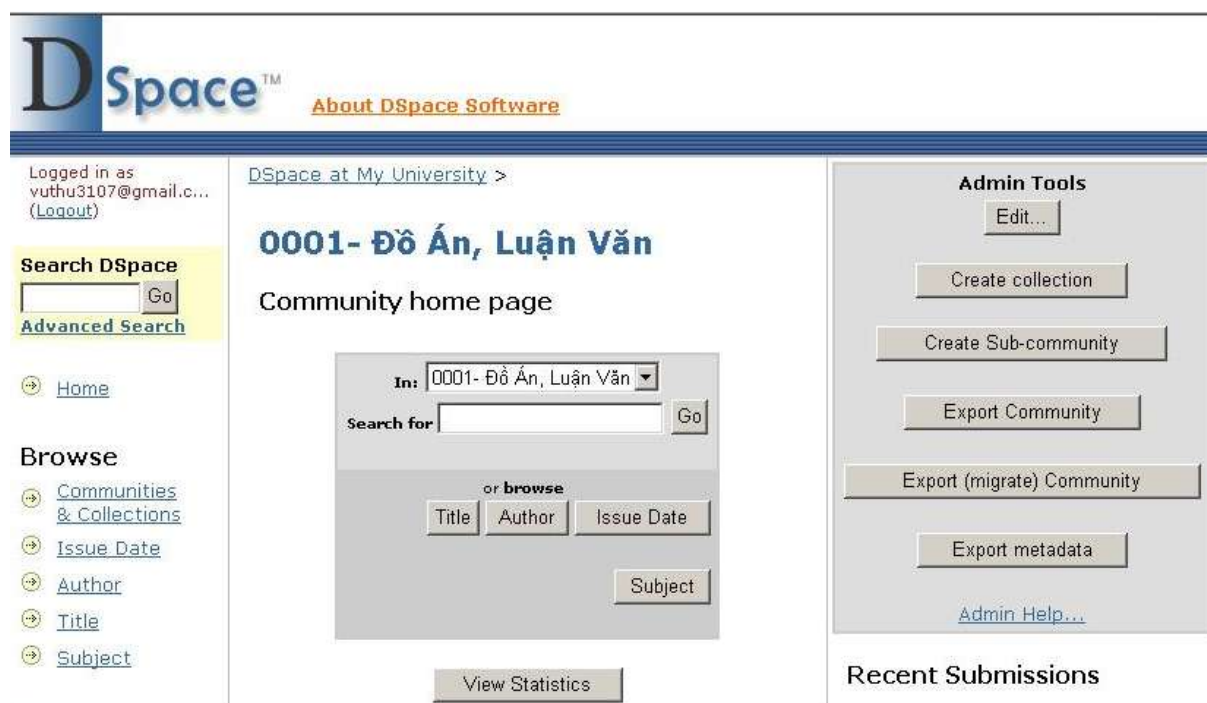 DSpace™
About DSpace Software
Logged in as
vuthu3107@gmail.c...
(Logout)
Search DSpace
Go
Advanced Search
Home
Browse
Communities
& Collections
Issue Date
Author
Title
Subject
DSpace at My University >
0001- Đồ Án, Luận Văn
Community home page
In: 0001- Đồ Án, Luận Văn
Search for Go
or browse
Title Author Issue Date
Subject
View Statistics
Admin Tools
Edit...
Create collection
Create Sub-community
Export Community
Export (migrate) Community
Export metadata
Admin Help...
Recent Submissions